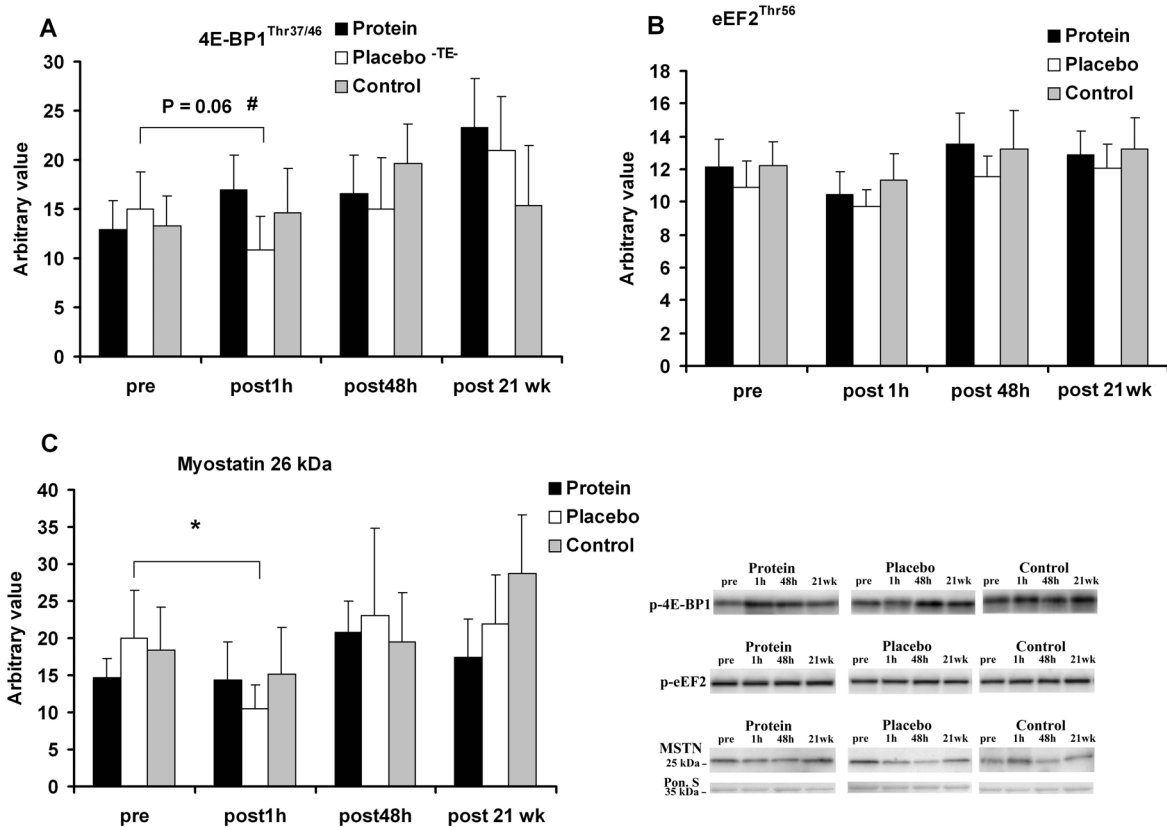 A
4E-BP1Thr37/46
Protein
Placebo -TE-
Control
P = 0.06 #
Arbitrary value
30
25
20
15
10
5
0
pre post1h post48h post 21 wk
B
eEF2Thr56
Protein
Placebo
Control
Arbitrary value
18
16
14
12
10
8
6
4
2
0
pre post 1h post 48h post 21wk
C
Myostatin 26 kDa
Protein
Placebo
Control
*
Arbitrary value
40
35
30
25
20
15
10
5
0
pre post1h post48h post 21 wk
Protein Placebo Control
pre 1h 48h 21wk pre 1h 48h 21wk pre 1h 48h 21wk
p-4E-BP1
Protein Placebo Control
pre 1h 48h 21wk pre 1h 48h 21wk pre 1h 48h 21wk
p-eEF2
Protein Placebo Control
pre 1h 48h 21wk pre 1h 48h 21wk pre 1h 48h 21wk
MSTN
25 kDa –
Pon. S
35 kDa –